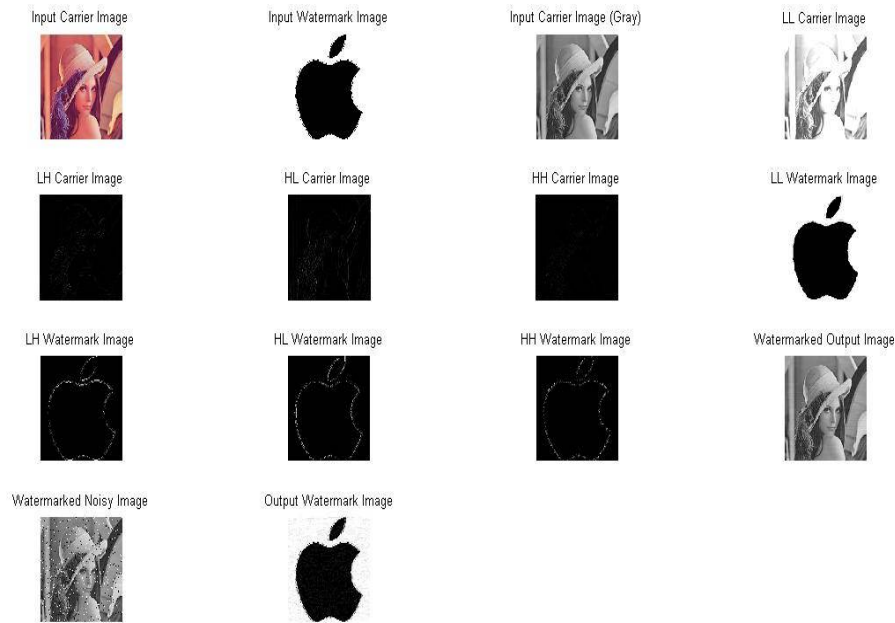 Input Carrier Image
Input Watermark Image
Input Carrier Image (Gray)
LL Carrier Image
LH Carrier Image
HL Carrier Image
HH Carrier Image
LL Watermark Image
LH Watermark Image
HL Watermark Image
HH Watermark Image
Watermarked Output Image
Watermarked Noisy Image
Output Watermark Image